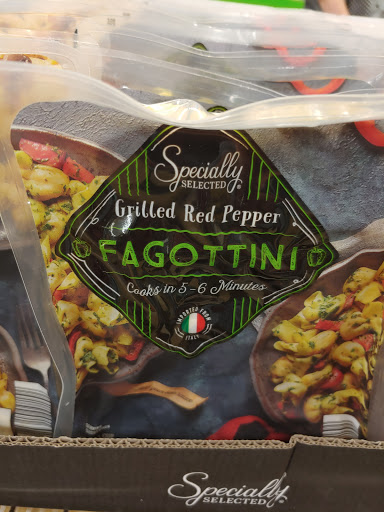 Specially
SELECTED®
Grilled Red Pepper
FAGOTTINI
Cooks in 5-6 Minutes
IMPORTED FROM
ITALY
Specially
SELECTED®